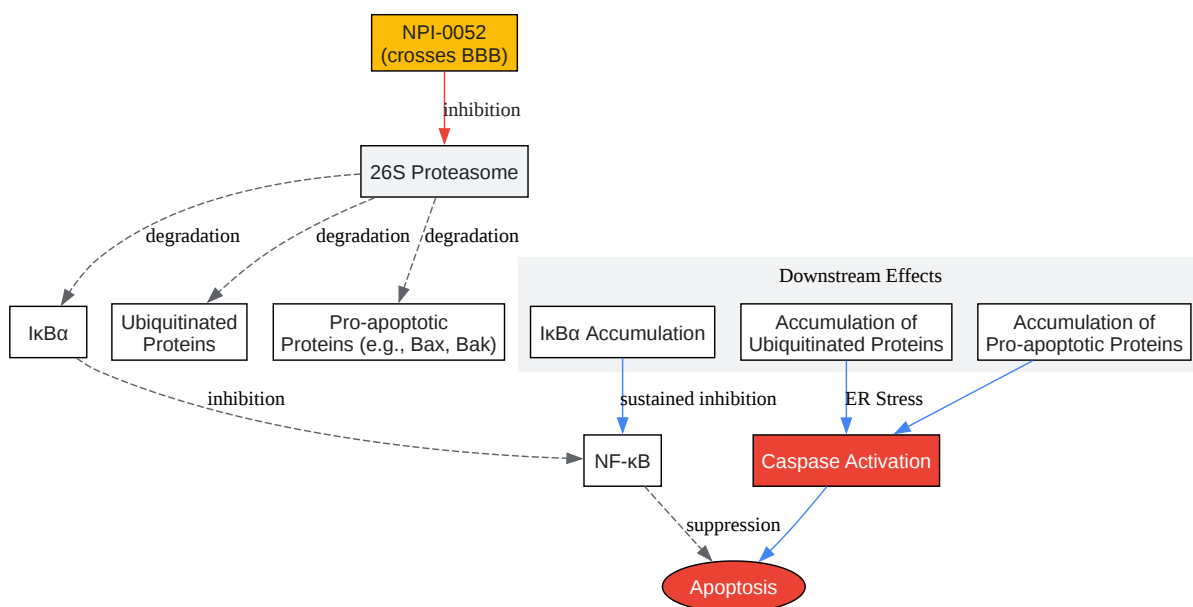 NPI-0052
(crosses BBB)
inhibition
26S Proteasome
degradation
degradation
degradation
Downstream Effects
IκBα
Ubiquitinated
Proteins
Pro-apoptotic
Proteins (e.g., Bax, Bak)
IκBα Accumulation
Accumulation of
Ubiquitinated Proteins
Accumulation of
Pro-apoptotic Proteins
inhibition
sustained inhibition
ER Stress
NF-κB
Caspase Activation
suppression
Apoptosis